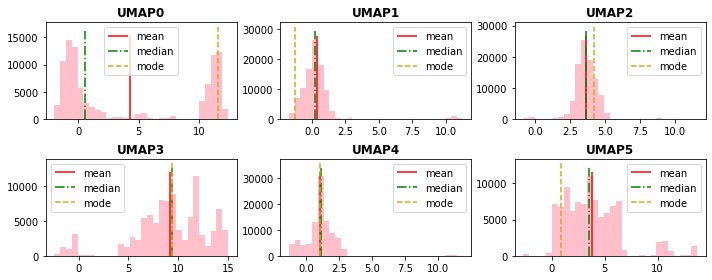 UMAP0
15000
10000
5000
0
mean
median
mode
0
5
10
UMAP1
30000
20000
10000
0
mean
median
mode
0.0
2.5
5.0
7.5
10.0
UMAP2
30000
20000
10000
0
mean
median
mode
0.0
2.5
5.0
7.5
10.0
UMAP3
10000
5000
0
mean
median
mode
0
5
10
15
UMAP4
30000
20000
10000
0
mean
median
mode
0.0
2.5
5.0
7.5
10.0
UMAP5
10000
5000
0
mean
median
mode
0
5
10